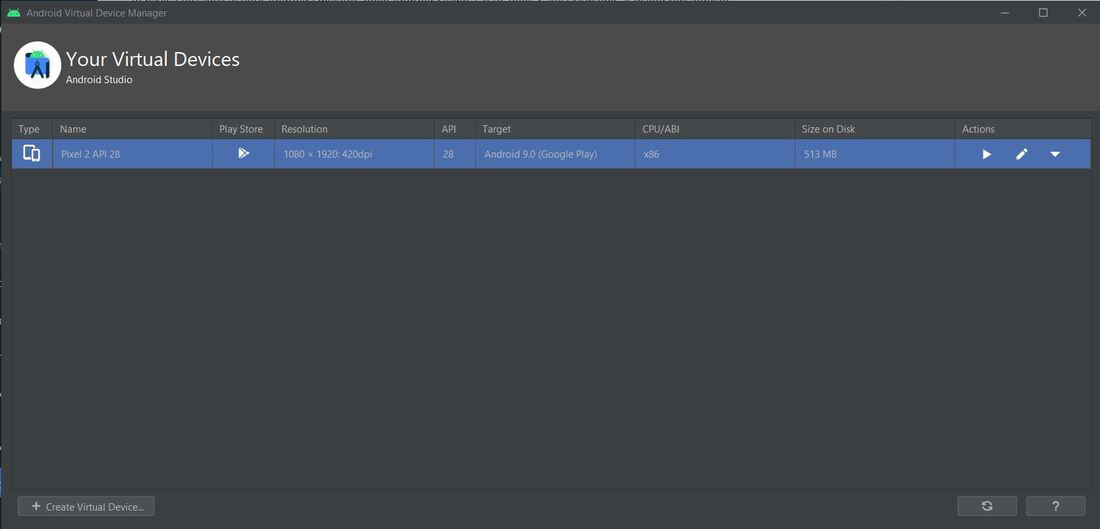 Android Virtual Device Manager
Your Virtual Devices
Android Studio
Type Name Play Store Resolution API Target CPU/ABI Size on Disk Actions
Pixel 2 API 28 1080 × 1920: 420dpi 28 Android 9.0 (Google Play) x86 513 MB
+ Create Virtual Device... ?